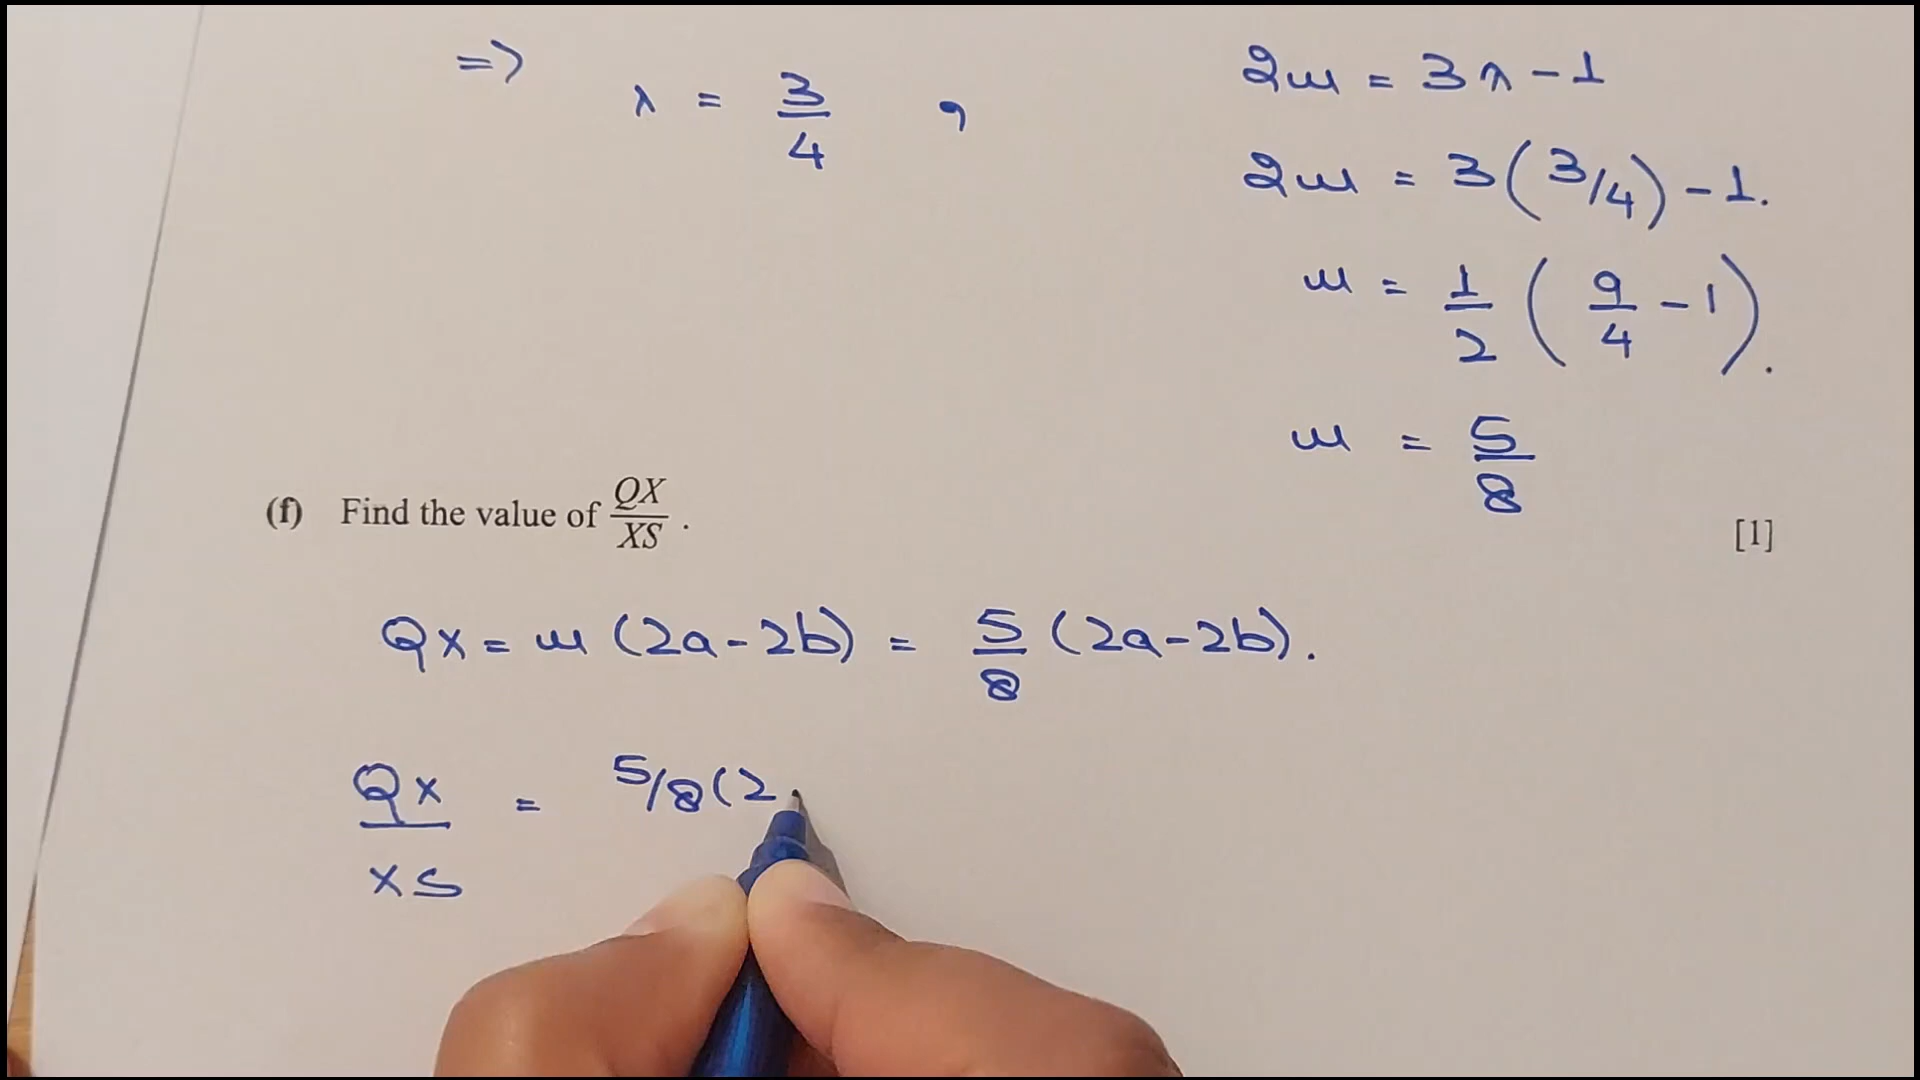 => λ = 3/4 ,
2μ = 3λ - 1
2μ = 3(3/4) - 1.
μ = 1/2 (9/4 - 1).
μ = 5/8
(f) Find the value of QX/XS .
[1]
QX = μ (2a - 2b) = 5/8 (2a - 2b).
QX/XS = 5/8(2